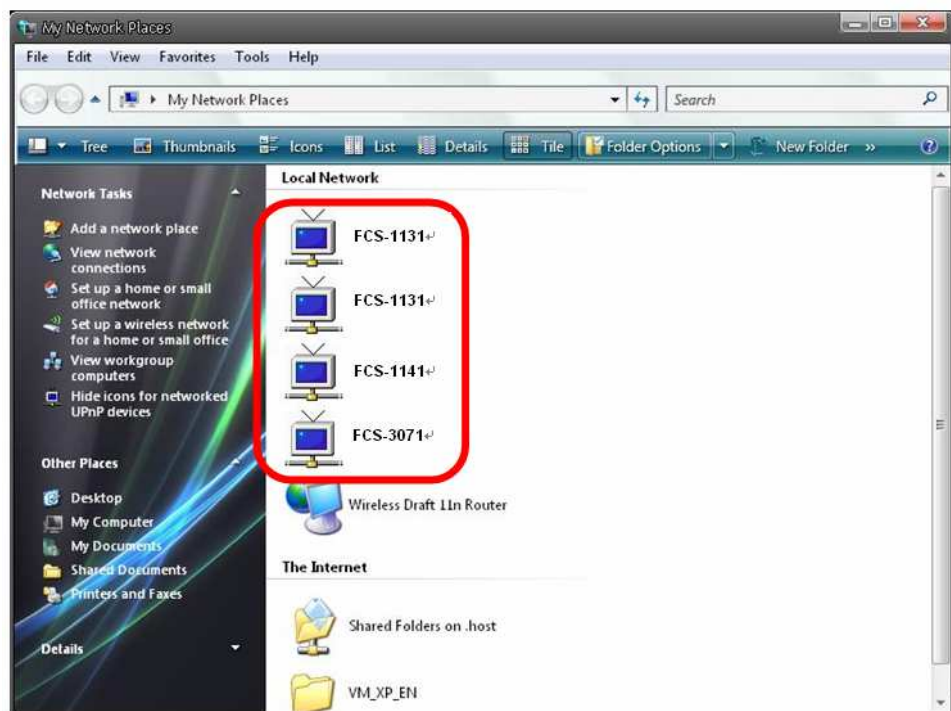 My Network Places
File Edit View Favorites Tools Help
My Network Places
Search
Tree Thumbnails Icons List Details Tile Folder Options New Folder »
Network Tasks
Add a network place
View network
connections
Set up a home or small
office network
Set up a wireless network
for a home or small office
View workgroup
computers
Hide icons for networked
UPnP devices
Other Places
Desktop
My Computer
My Documents
Shared Documents
Printers and Faxes
Details
Local Network
FCS-1131↵
FCS-1131↵
FCS-1141↵
FCS-3071↵
Wireless Draft 11n Router
The Internet
Shared Folders on .host
VM_XP_EN